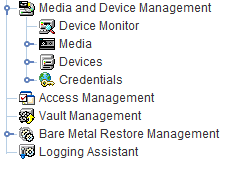 Media and Device Management
Device Monitor
Media
Devices
Credentials
Access Management
Vault Management
Bare Metal Restore Management
Logging Assistant